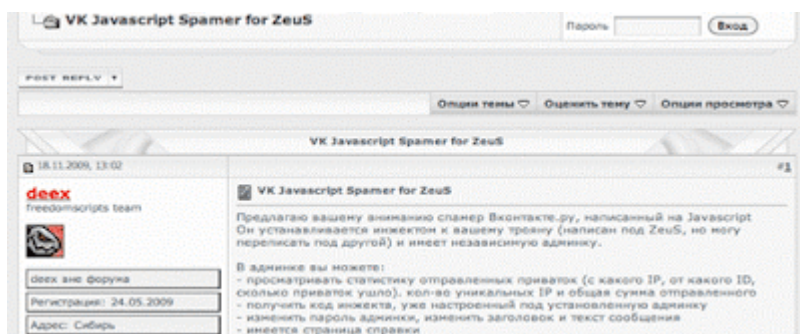 VK Javascript Spamer for ZeuS
Пароль
Вход
POST REPLY
Опции темы Оценить тему Опции просмотра
VK Javascript Spamer for ZeuS
18.11.2009, 13:02 #1
deex
freedomscripts team
деех вне форума
Регистрация: 24.05.2009
Адрес: Сибирь
VK Javascript Spamer for ZeuS
Предлагаю вашему вниманию спамер Вконтакте.ру, написанный на Javascript
Он устанавливается инжектом к вашему трояну (написан под ZeuS, но могу
переписать под другой) и имеет независимую админку.
В админке вы можете:
- просматривать статистику отправленных приваток (с какого IP, от какого ID,
сколько приваток ушло). кол-во уникальных IP и общая сумма отправленного
- получить код инжекта, уже настроенный под установленную админку
- изменить пароль админки, изменить заголовок и текст сообщения
- имеется страница справки